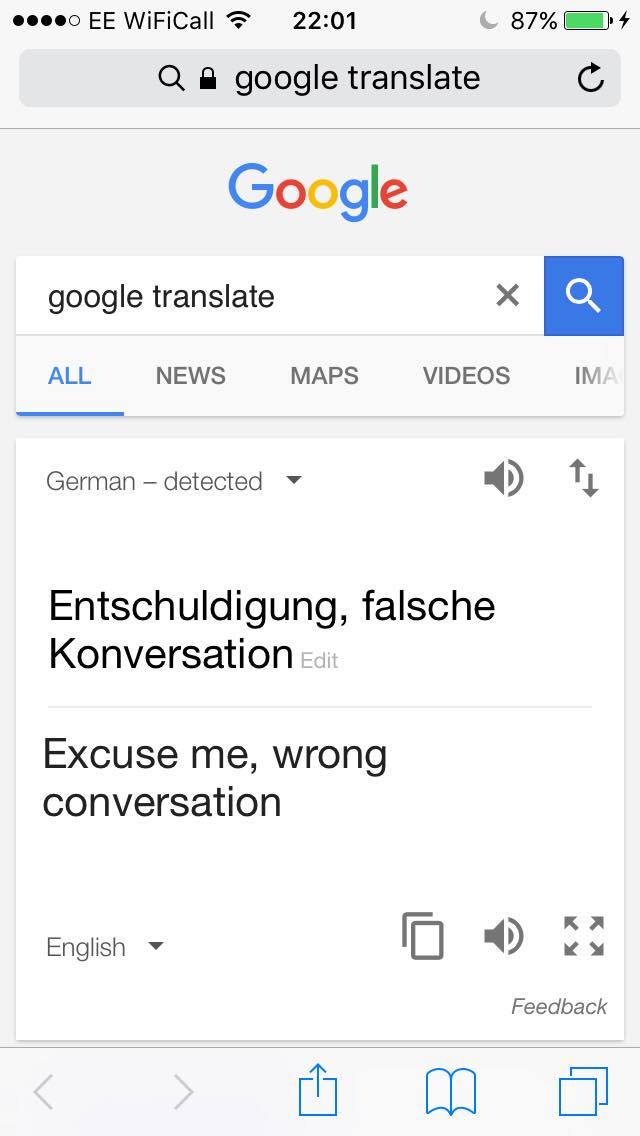 EE WiFiCall 22:01 87%
google translate
Google
google translate
ALL NEWS MAPS VIDEOS IMA
German – detected
Entschuldigung, falsche
Konversation Edit
Excuse me, wrong
conversation
English
Feedback